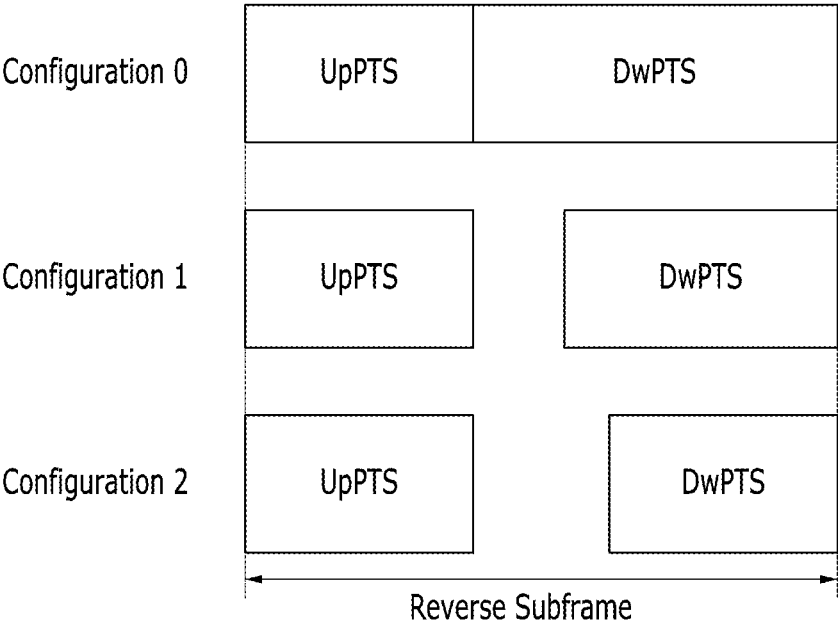 Configuration 0 UpPTS DwPTS
Configuration 1 UpPTS DwPTS
Configuration 2 UpPTS DwPTS
Reverse Subframe